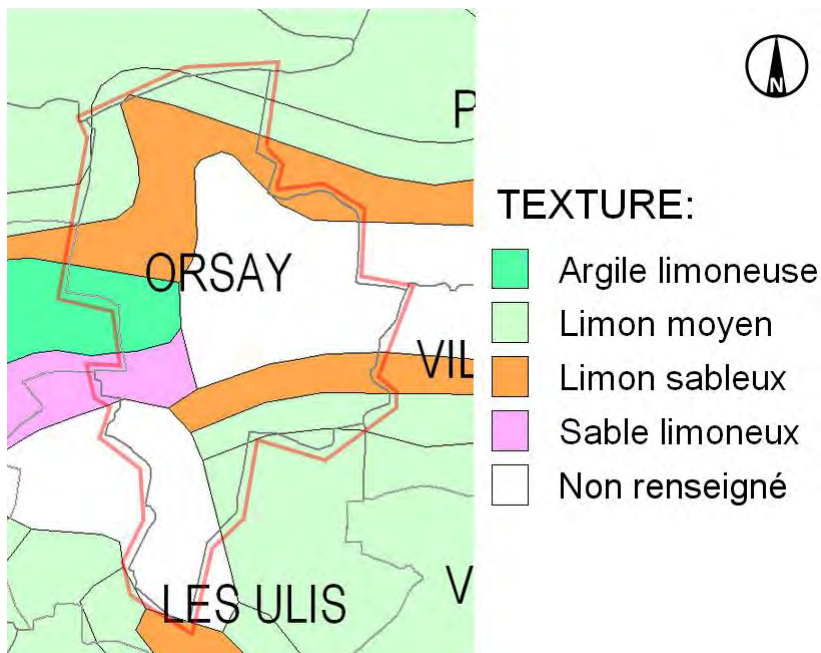 P
N
ORSAY
VIL
LES ULIS
V
TEXTURE:
Argile limoneuse
Limon moyen
Limon sableux
Sable limoneux
Non renseigné